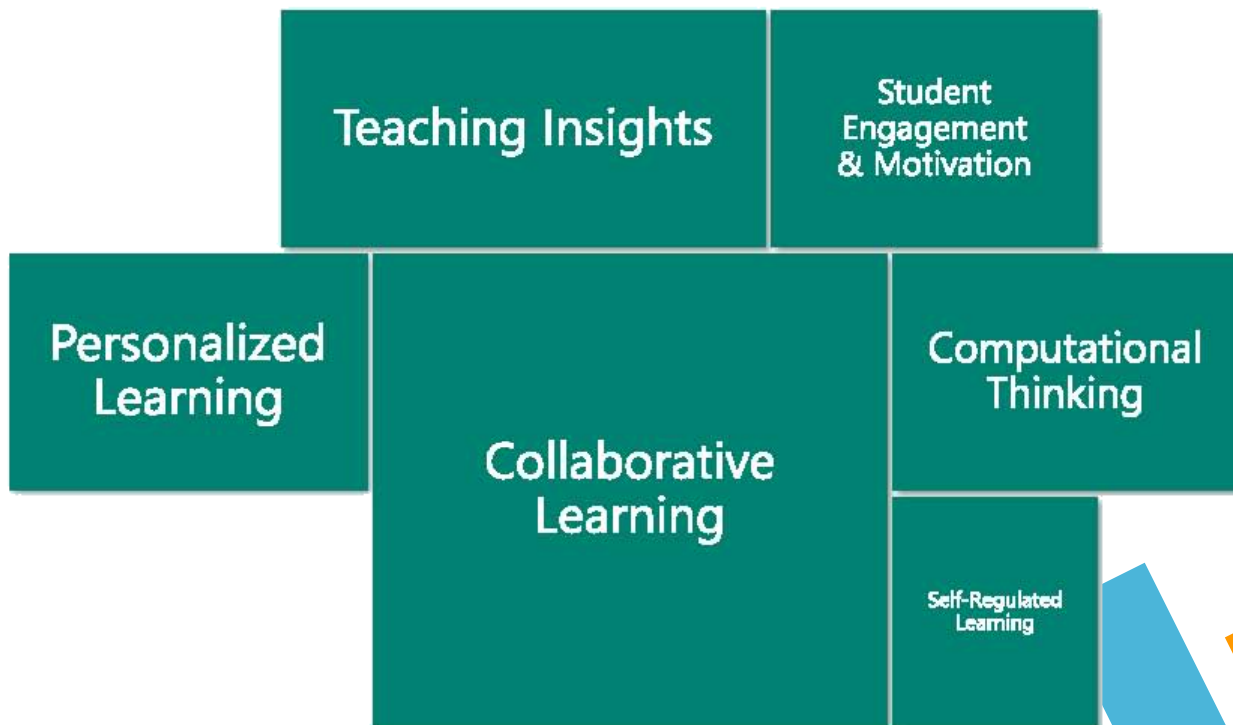 Teaching Insights
Student
Engagement
& Motivation
Personalized
Learning
Collaborative
Learning
Computational
Thinking
Self-Regulated
Learning